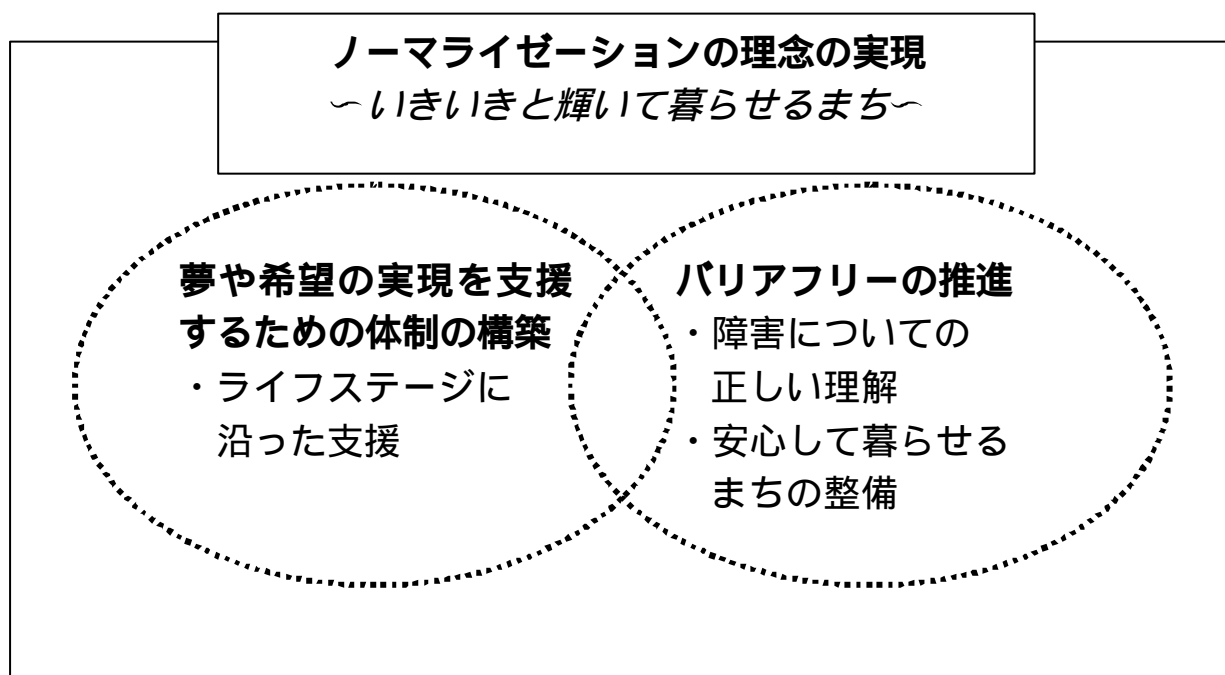 ノーマライゼーションの理念の実現
～いきいきと輝いて暮らせるまち～
夢や希望の実現を支援
するための体制の構築
・ライフステージに
沿った支援
バリアフリーの推進
・障害についての
正しい理解
・安心して暮らせる
まちの整備